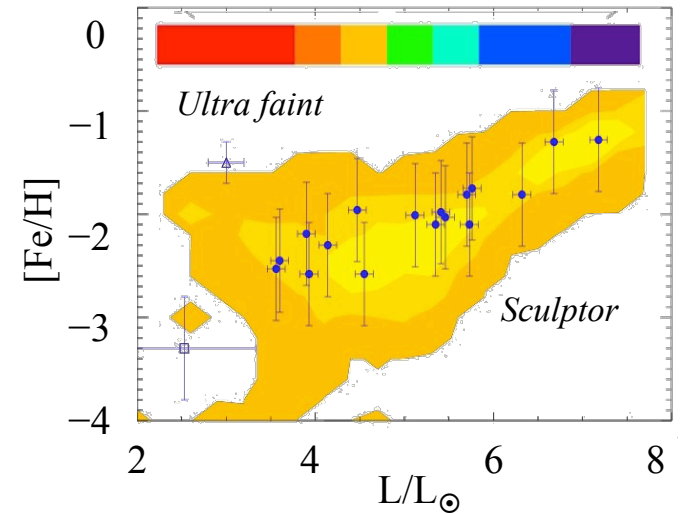 0
Ultra faint
−1
[Fe/H]
−2
Sculptor
−3
−4
2 4 6 8
L/L☉